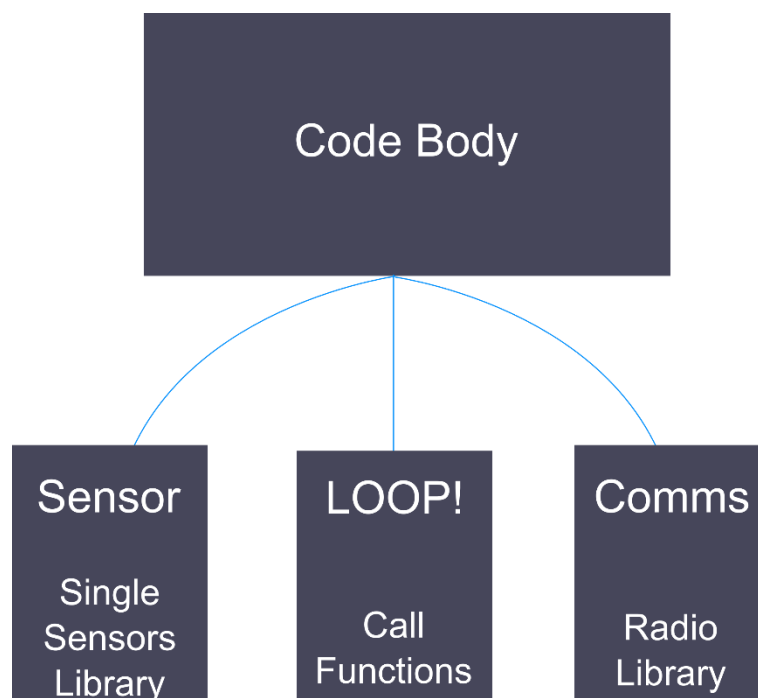 Code Body
Sensor
Single
Sensors
Library
LOOP!
Call
Functions
Comms
Radio
Library